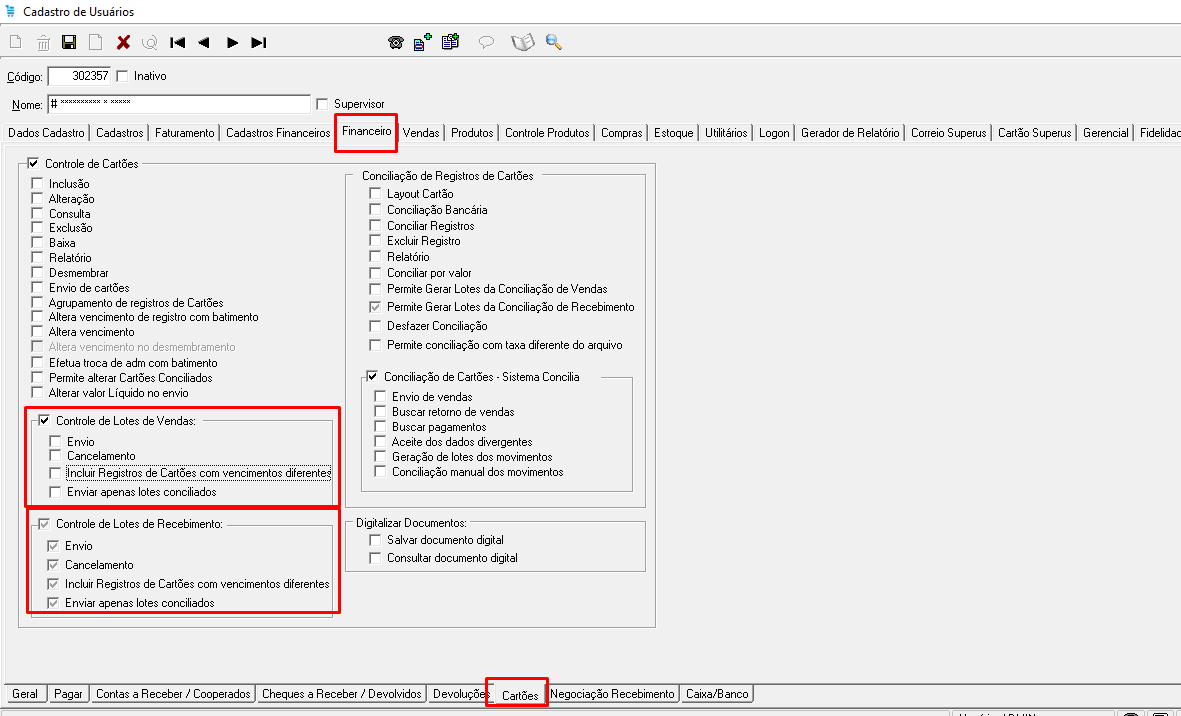 Cadastro de Usuários
Código: 302357 Inativo
Nome: # ********** * ***** Supervisor
Dados Cadastro Cadastros Faturamento Cadastros Financeiros Financeiro Vendas Produtos Controle Produtos Compras Estoque Utilitários Logon Gerador de Relatório Correio Superus Cartão Superus Gerencial Fidelidad
Controle de Cartões
Inclusão
Alteração
Consulta
Exclusão
Baixa
Relatório
Desmembrar
Envio de cartões
Agrupamento de registros de Cartões
Altera vencimento de registro com batimento
Altera vencimento
Altera vencimento no desmembramento
Efetua troca de adm com batimento
Permite alterar Cartões Conciliados
Alterar valor Líquido no envio
Controle de Lotes de Vendas:
Envio
Cancelamento
Incluir Registros de Cartões com vencimentos diferentes
Enviar apenas lotes conciliados
Controle de Lotes de Recebimento:
Envio
Cancelamento
Incluir Registros de Cartões com vencimentos diferentes
Enviar apenas lotes conciliados
Conciliação de Registros de Cartões
Layout Cartão
Conciliação Bancária
Conciliar Registros
Excluir Registro
Relatório
Conciliar por valor
Permite Gerar Lotes da Conciliação de Vendas
Permite Gerar Lotes da Conciliação de Recebimento
Desfazer Conciliação
Permite conciliação com taxa diferente do arquivo
Conciliação de Cartões - Sistema Concilia
Envio de vendas
Buscar retorno de vendas
Buscar pagamentos
Aceite dos dados divergentes
Geração de lotes dos movimentos
Conciliação manual dos movimentos
Digitalizar Documentos:
Salvar documento digital
Consultar documento digital
Geral Pagar Contas a Receber / Cooperados Cheques a Receber / Devolvidos Devoluções Cartões Negociação Recebimento Caixa/Banco